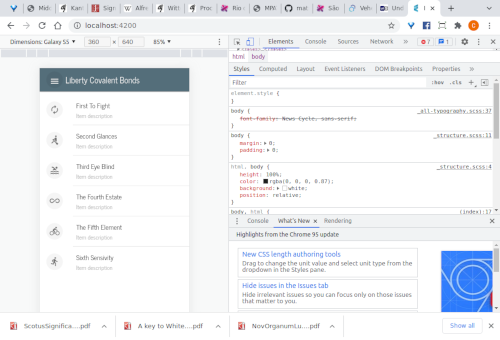 Mid
Kan
Sign
Alfr
Witt
Pro
Rio
MPA
mat
São
Vehi
Unti
localhost:4200
Dimensions: Galaxy S5 ▼ 360 × 640 85% ▼
Elements Console Sources Network » 7 1
html body
Styles Computed Layout Event Listeners DOM Breakpoints Properties »
Filter :hov .cls +
element.style {
}
body { _all-typography.scss:37
font-family: News Cycle, sans-serif;
}
body { _structure.scss:11
margin: 0;
padding: 0;
}
html, body { _structure.scss:4
height: 100%;
color: rgba(0, 0, 0, 0.87);
background: white;
position: relative;
}
body, html { (index):17
Liberty Covalent Bonds
First To Fight
Item description
Second Glances
Item description
Third Eye Blind
Item description
The Fourth Estate
Item description
The Fifth Element
Item description
Sixth Sensivity
Item description
Console What's New × Rendering
Highlights from the Chrome 95 update
New CSS length authoring tools
Drag to change the unit value and select unit type from the
dropdown in the Styles pane.
Hide issues in the Issues tab
Hide irrelevant issues so you can focus only on those issues
that matter to you.
ScotusSignifica....pdf
A key to White....pdf
NovOrganumLu....pdf
Show all